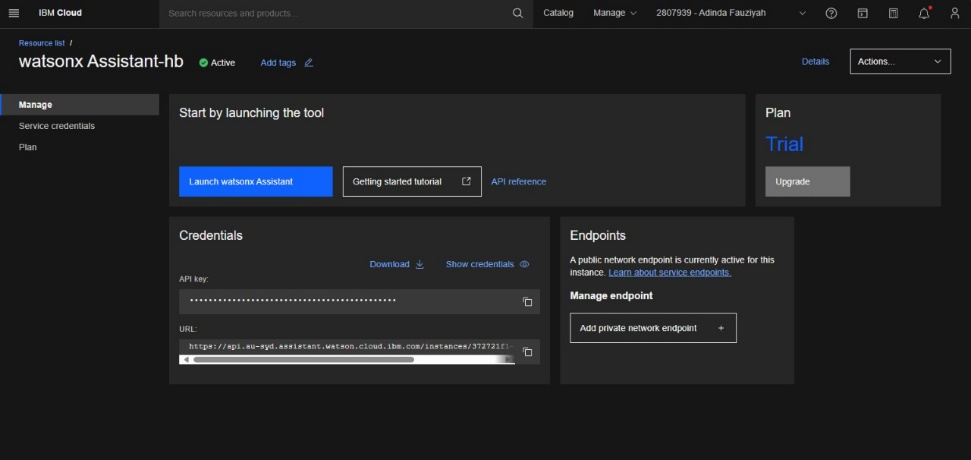 IBM Cloud
Search resources and products...
Catalog
Manage
2807939 - Adinda Fauziyah
Resource list /
watsonx Assistant-hb
Active
Add tags
Details
Actions...
Manage
Service credentials
Plan
Start by launching the tool
Launch watsonx Assistant
Getting started tutorial
API reference
Plan
Trial
Upgrade
Credentials
Download
Show credentials
API key:
URL:
https://api.au-syd.assistant.watson.cloud.ibm.com/instances/372721f1-
Endpoints
A public network endpoint is currently active for this
instance. Learn about service endpoints.
Manage endpoint
Add private network endpoint +